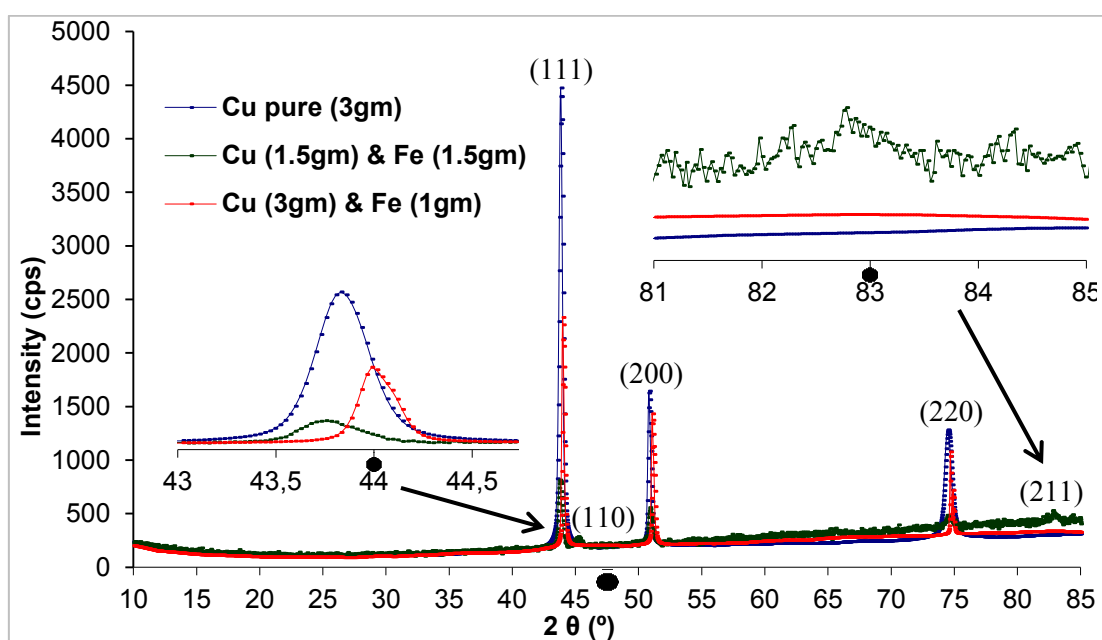 Intensity (cps)
5000
4500
4000
3500
3000
2500
2000
1500
1000
500
0
Cu pure (3gm)
Cu (1.5gm) & Fe (1.5gm)
Cu (3gm) & Fe (1gm)
(111)
(110)
(200)
(220)
(211)
43 43,5 44 44,5
81 82 83 84 85
10 15 20 25 30 35 40 45 50 55 60 65 70 75 80 85
2 θ (º)